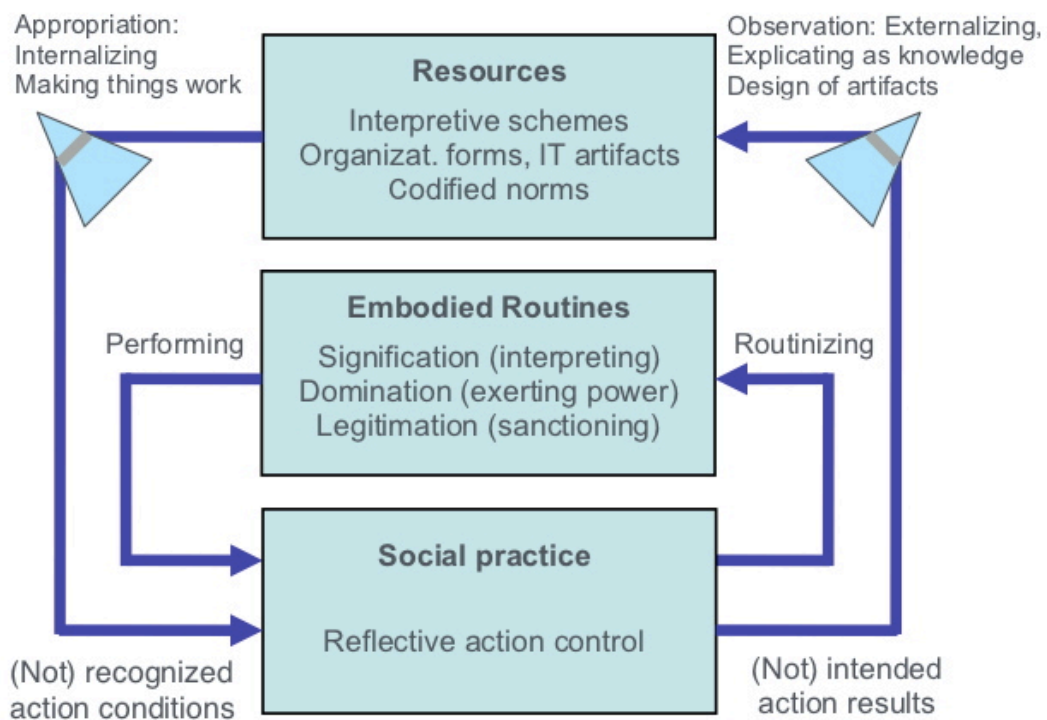 Appropriation:
Internalizing
Making things work
Observation: Externalizing,
Explicating as knowledge
Design of artifacts
Resources
Interpretive schemes
Organizat. forms, IT artifacts
Codified norms
Embodied Routines
Performing
Signification (interpreting)
Routinizing
Domination (exerting power)
Legitimation (sanctioning)
Social practice
Reflective action control
(Not) recognized
action conditions
(Not) intended
action results